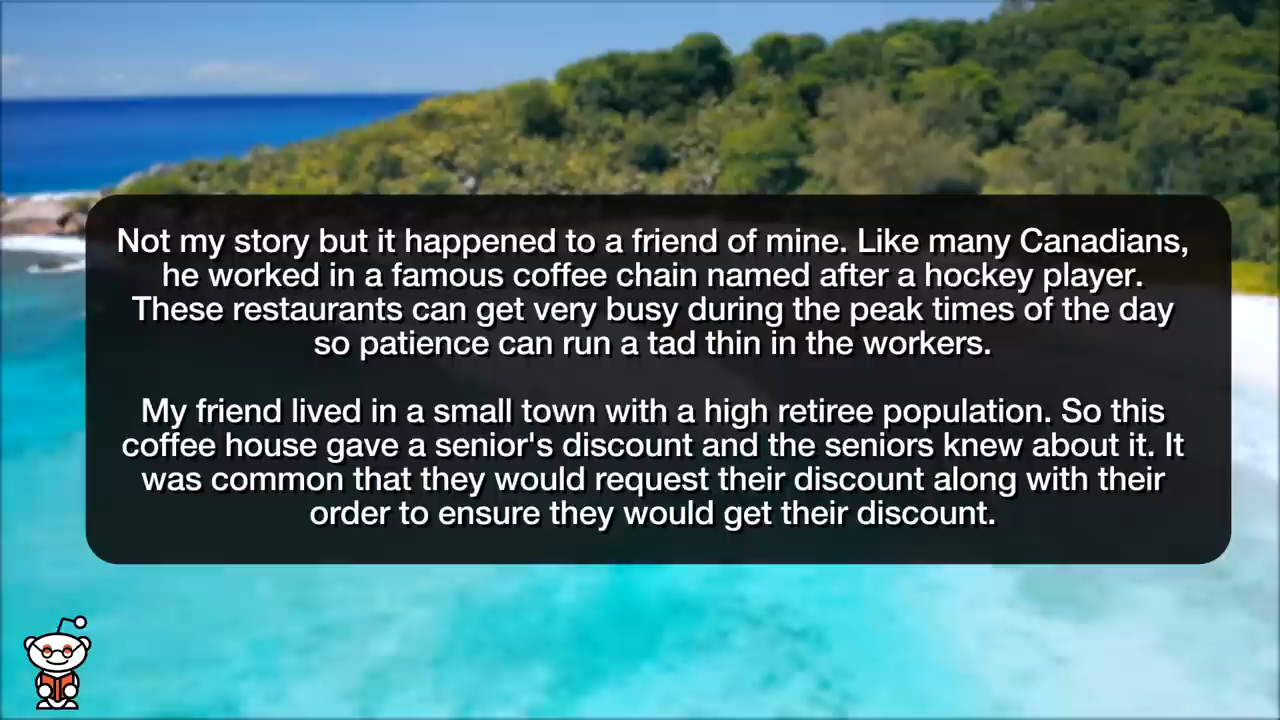 Not my story but it happened to a friend of mine. Like many Canadians,
he worked in a famous coffee chain named after a hockey player.
These restaurants can get very busy during the peak times of the day
so patience can run a tad thin in the workers.
My friend lived in a small town with a high retiree population. So this
coffee house gave a senior's discount and the seniors knew about it. It
was common that they would request their discount along with their
order to ensure they would get their discount.